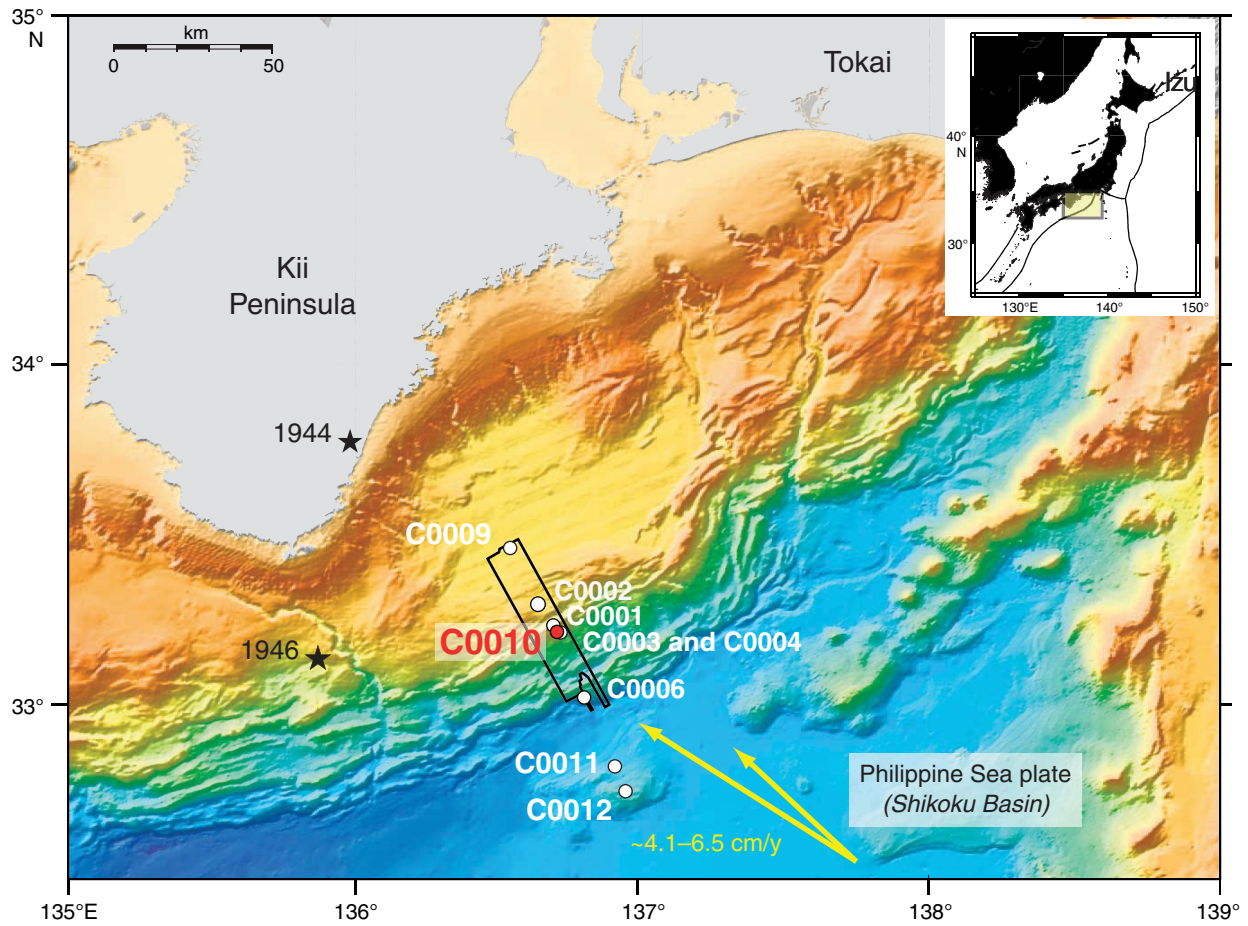 35°
N
km
0 50
Tokai
Izu
40°
N
30°
130°E 140° 150°
Kii
Peninsula
34°
1944
C0009
C0002
C0001
C0010
C0003 and C0004
1946
C0006
33°
C0011
Philippine Sea plate
(Shikoku Basin)
C0012
~4.1–6.5 cm/y
135°E 136° 137° 138° 139°